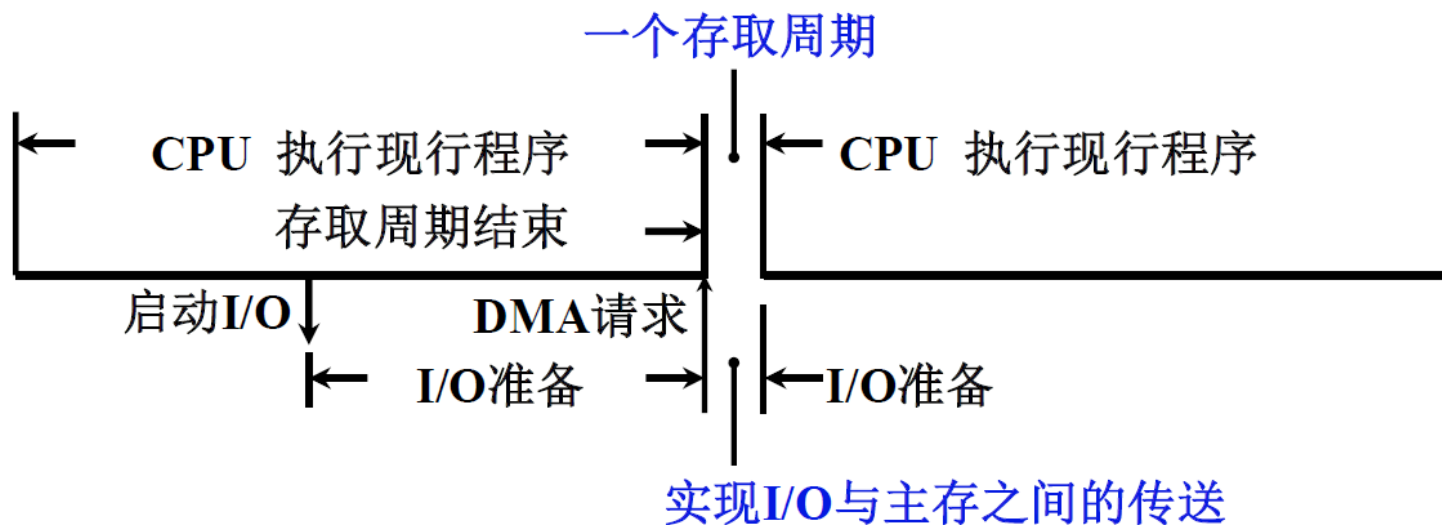 一个存取周期
CPU 执行现行程序
CPU 执行现行程序
存取周期结束
启动I/O
DMA请求
I/O准备
I/O准备
实现I/O与主存之间的传送